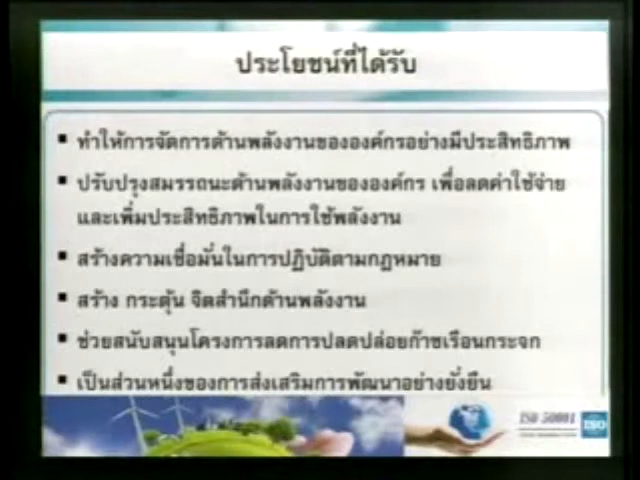 ประโยชน์ที่ได้รับ
▪ ทำให้การจัดการด้านพลังงานขององค์กรอย่างมีประสิทธิภาพ
▪ ปรับปรุงสมรรถนะด้านพลังงานขององค์กร เพื่อลดค่าใช้จ่าย
และเพิ่มประสิทธิภาพในการใช้พลังงาน
▪ สร้างความเชื่อมั่นในการปฏิบัติตามกฎหมาย
▪ สร้าง กระตุ้น จิตสำนึกด้านพลังงาน
▪ ช่วยสนับสนุนโครงการลดการปลดปล่อยก๊าซเรือนกระจก
▪ เป็นส่วนหนึ่งของการส่งเสริมการพัฒนาอย่างยั่งยืน
ISO 50001
ISO